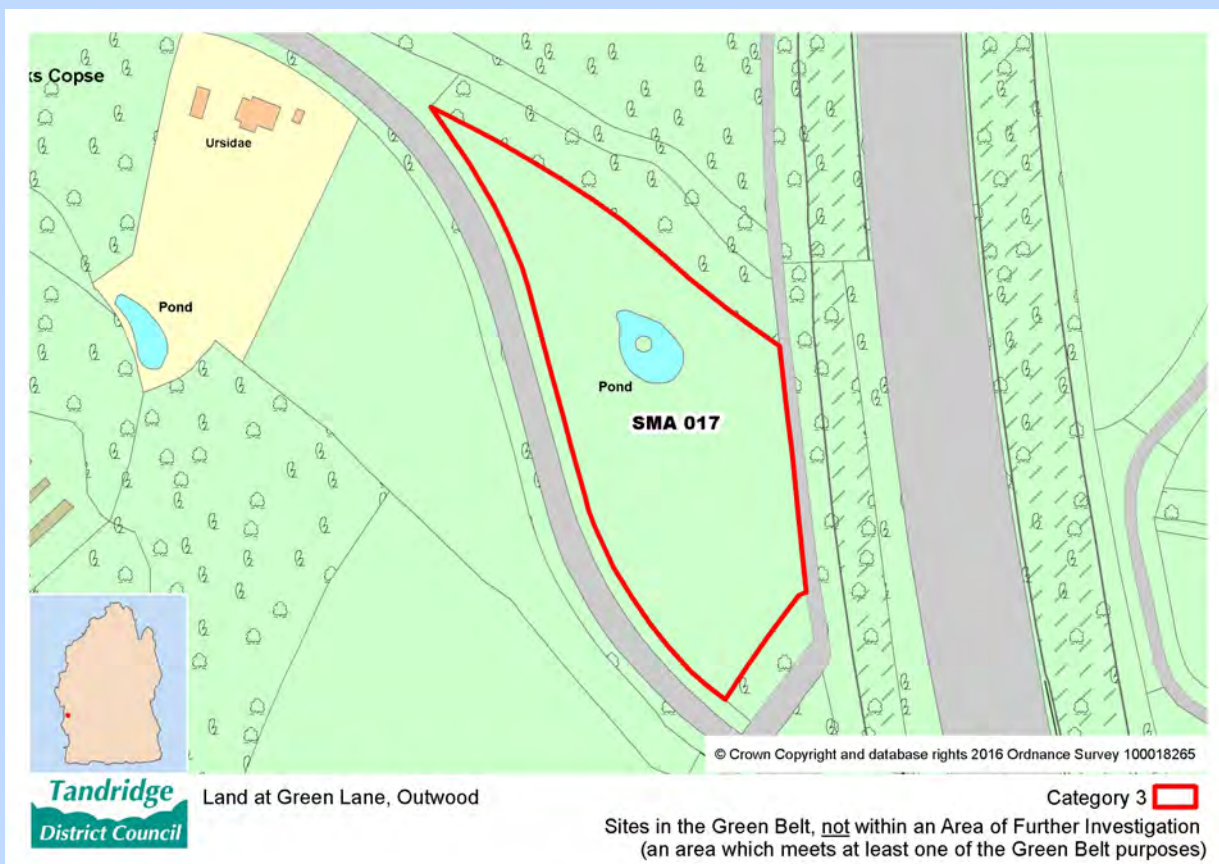 ks Copse
Ursidae
Pond
Pond
SMA 017
© Crown Copyright and database rights 2016 Ordnance Survey 100018265
Tandridge
District Council
Land at Green Lane, Outwood
Category 3
Sites in the Green Belt, not within an Area of Further Investigation
(an area which meets at least one of the Green Belt purposes)